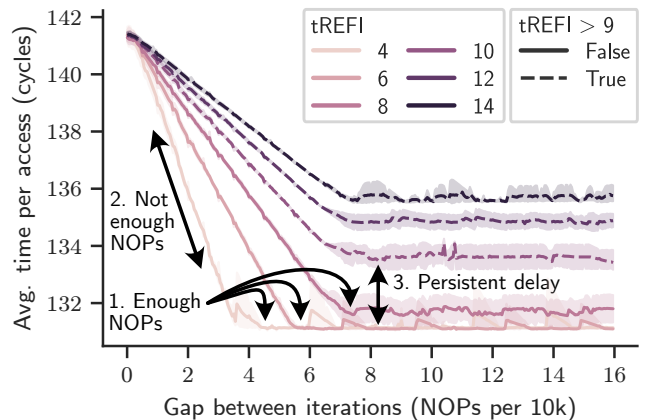 142
140
138
136
134
132
Avg. time per access (cycles)
tREFI
4
6
8
10
12
14
tREFI > 9
False
True
2. Not
enough
NOPs
1. Enough
NOPs
3. Persistent delay
0
2
4
6
8
10
12
14
16
Gap between iterations (NOPs per 10k)